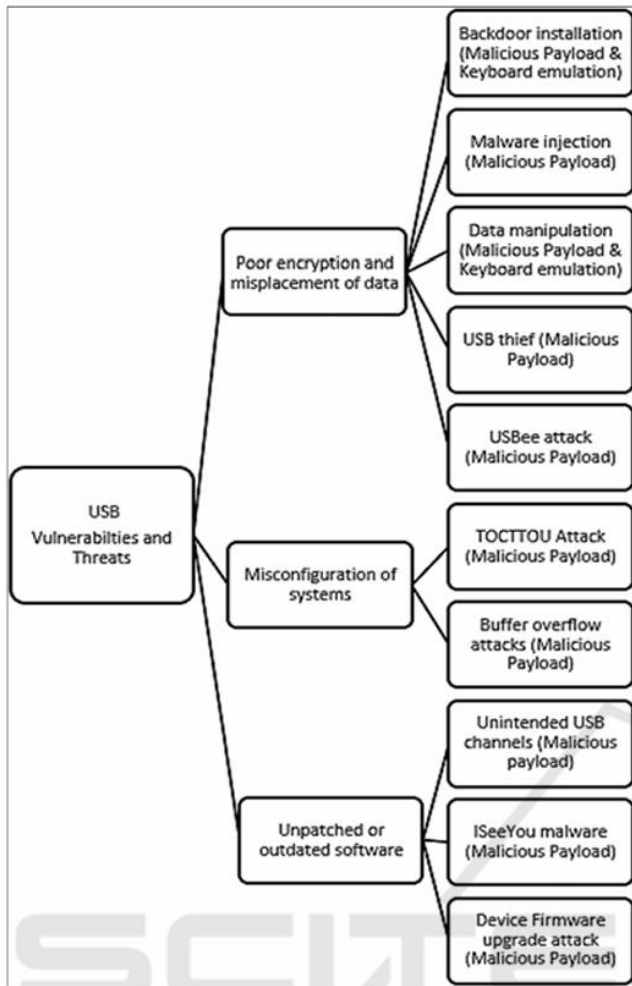 Backdoor installation
(Malicious Payload &
Keyboard emulation)
Malware injection
(Malicious Payload)
Data manipulation
(Malicious Payload &
Keyboard emulation)
Poor encryption and
misplacement of data
USB thief (Malicious
Payload)
USBee attack
(Malicious Payload)
USB
Vulnerabilties and
Threats
TOCTTOU Attack
(Malicious Payload)
Misconfiguration of
systems
Buffer overflow
attacks (Malicious
Payload)
Unintended USB
channels (Malicious
payload)
Unpatched or
outdated software
ISeeYou malware
(Malicious Payload)
Device Firmware
upgrade attack
(Malicious Payload)
SCITE